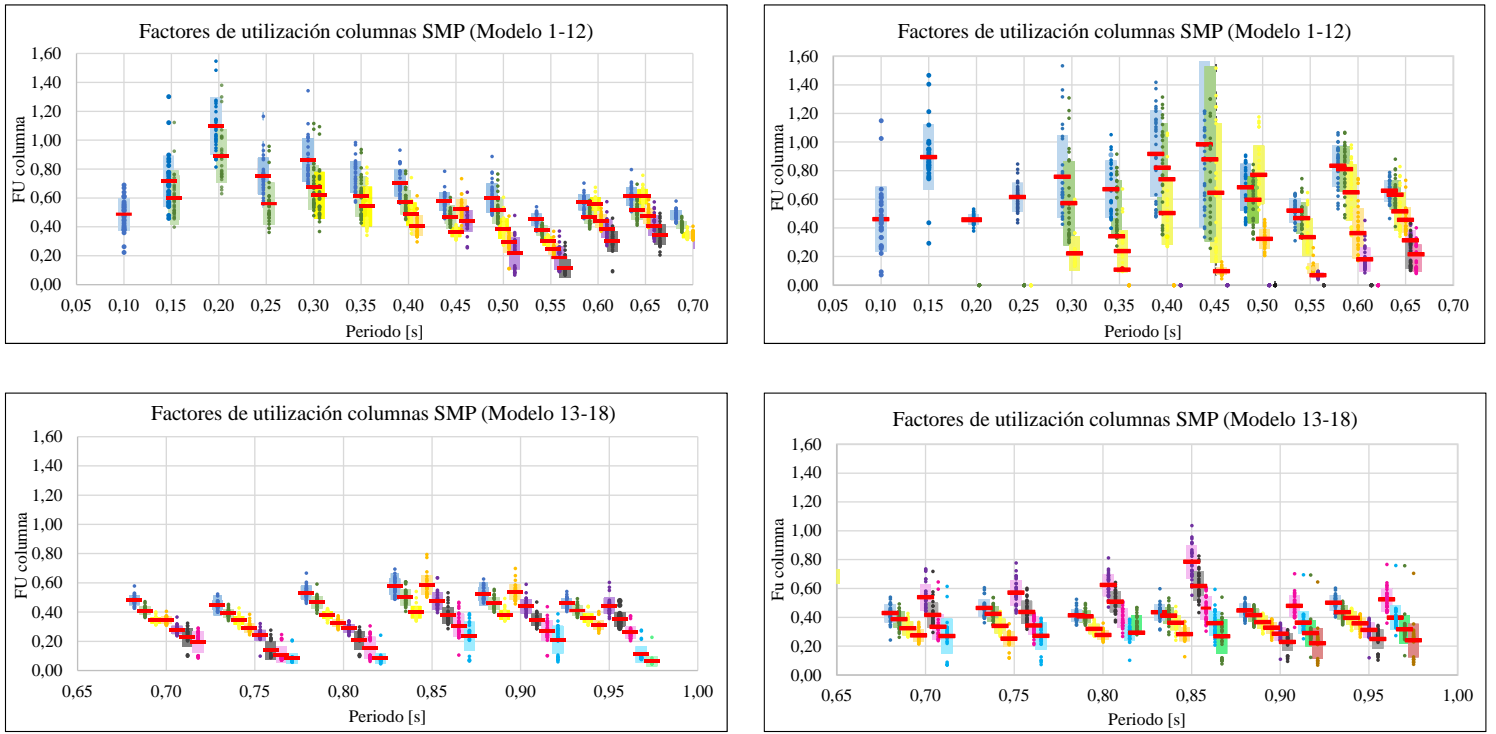 Factores de utilización columnas SMP (Modelo 1-12)
FU columna
1,60
1,40
1,20
1,00
0,80
0,60
0,40
0,20
0,00
0,05 0,10 0,15 0,20 0,25 0,30 0,35 0,40 0,45 0,50 0,55 0,60 0,65 0,70
Periodo [s]
Factores de utilización columnas SMP (Modelo 1-12)
FU columna
1,60
1,40
1,20
1,00
0,80
0,60
0,40
0,20
0,00
0,05 0,10 0,15 0,20 0,25 0,30 0,35 0,40 0,45 0,50 0,55 0,60 0,65 0,70
Periodo [s]
Factores de utilización columnas SMP (Modelo 13-18)
FU columna
1,60
1,40
1,20
1,00
0,80
0,60
0,40
0,20
0,00
0,65 0,70 0,75 0,80 0,85 0,90 0,95 1,00
Periodo [s]
Factores de utilización columnas SMP (Modelo 13-18)
Fu columna
1,60
1,40
1,20
1,00
0,80
0,60
0,40
0,20
0,00
0,65 0,70 0,75 0,80 0,85 0,90 0,95 1,00
Periodo [s]